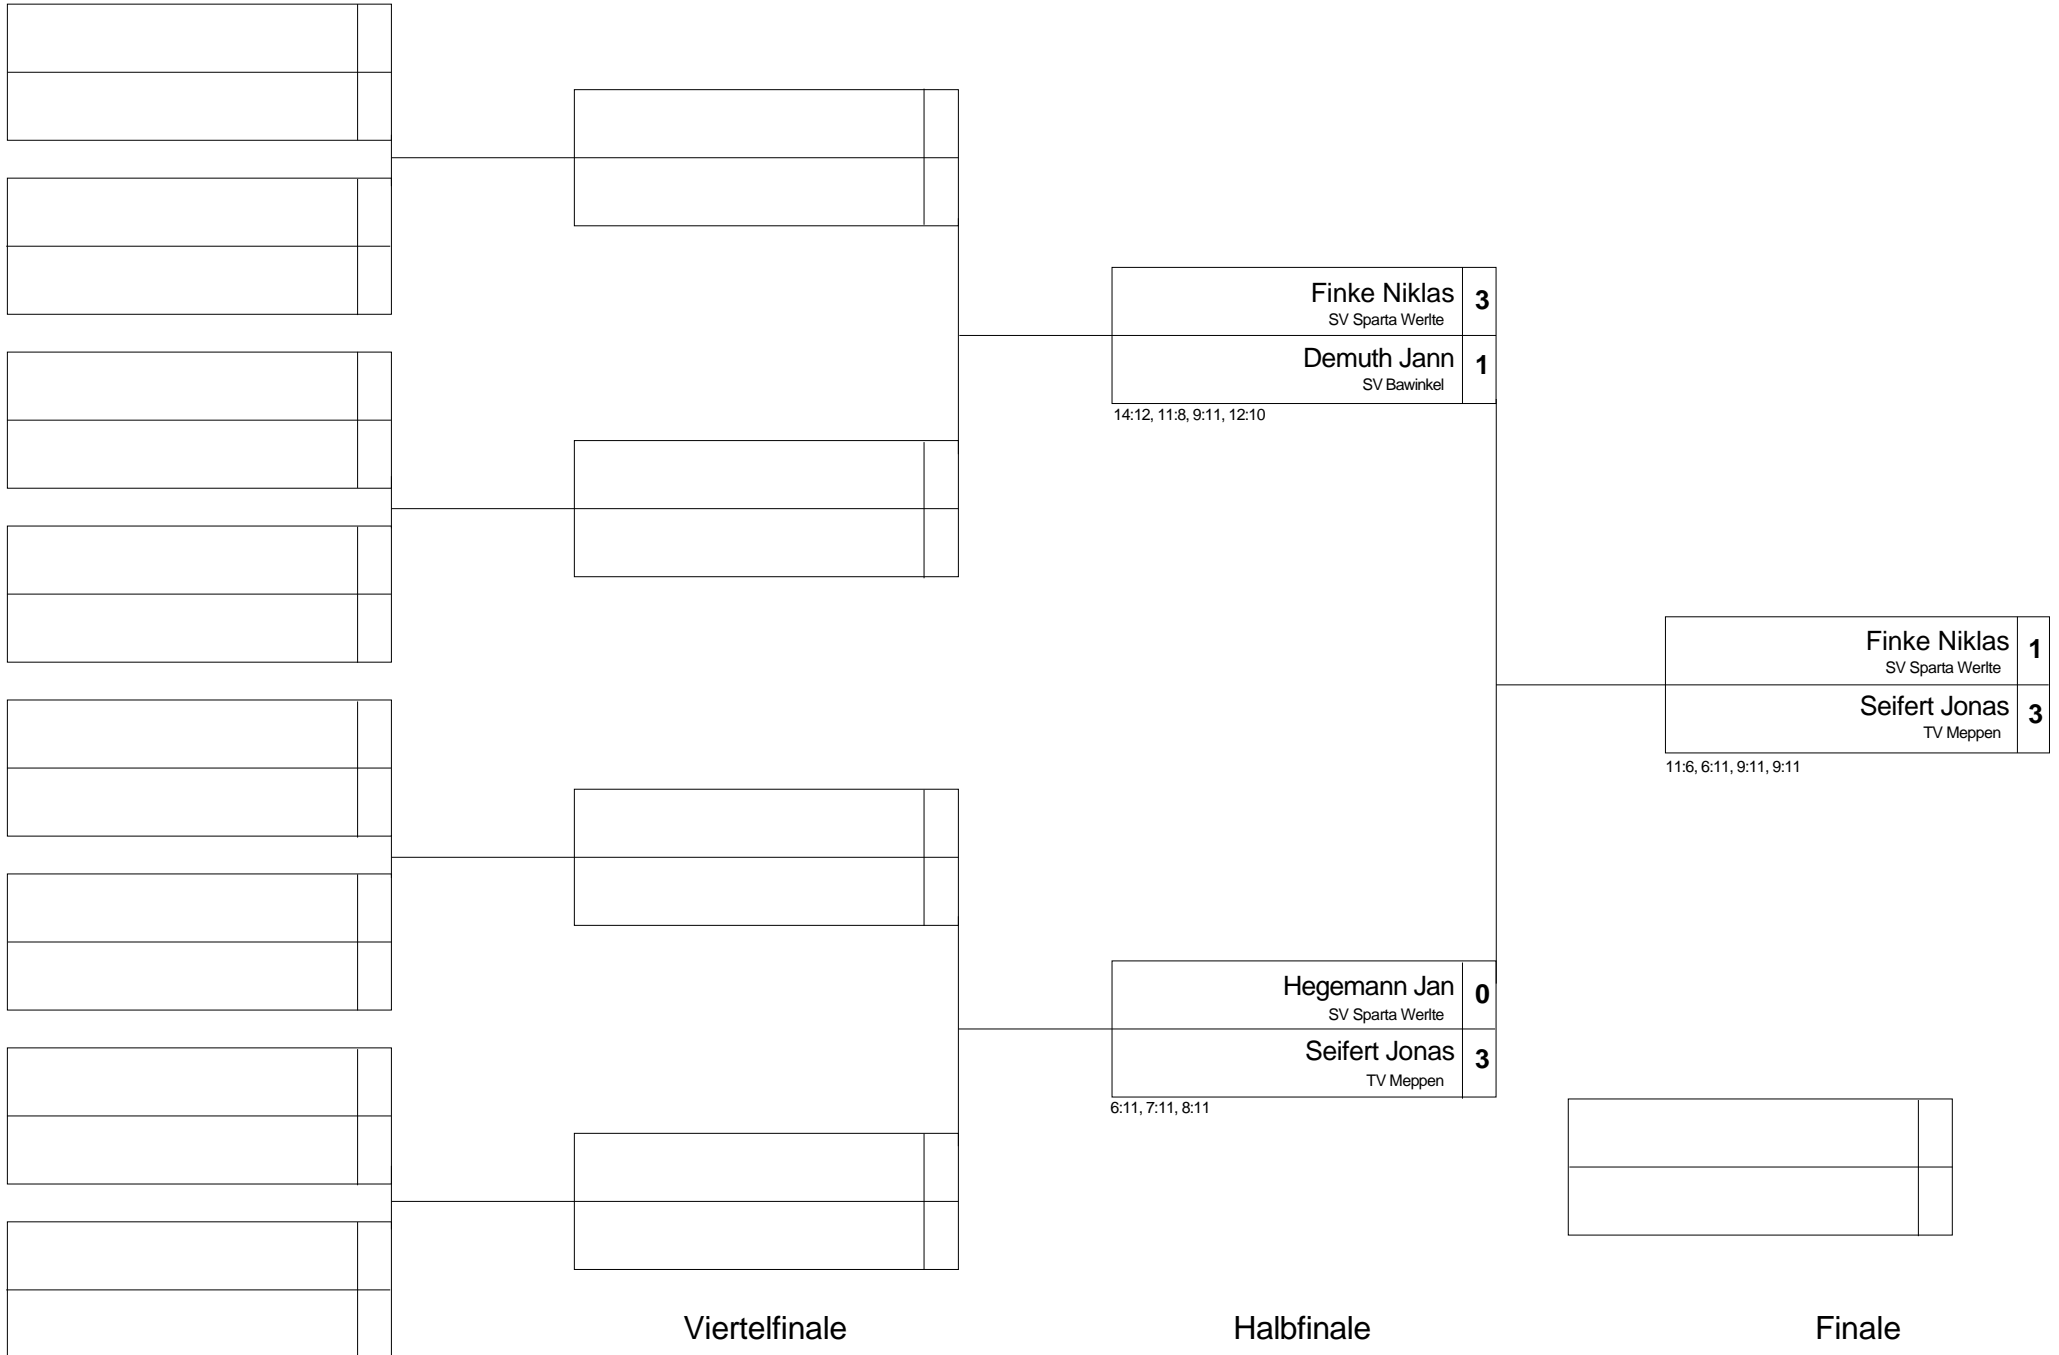 Finke Niklas 3
SV Sparta Werlte
Demuth Jann 1
SV Bawinkel
14:12, 11:8, 9:11, 12:10
Finke Niklas 1
SV Sparta Werlte
Seifert Jonas 3
TV Meppen
11:6, 6:11, 9:11, 9:11
Hegemann Jan 0
SV Sparta Werlte
Seifert Jonas 3
TV Meppen
6:11, 7:11, 8:11
Viertelfinale
Halbfinale
Finale